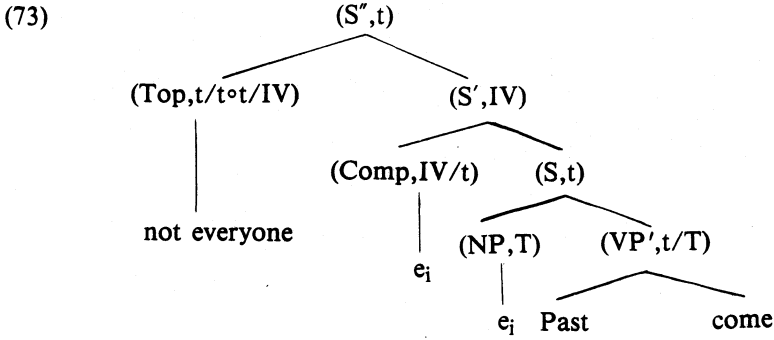 (73) (S″,t)
(Top,t/t∘t/IV) (S′,IV)
(Comp,IV/t) (S,t)
not everyone (NP,T) (VP′,t/T)
eᵢ
eᵢ Past come